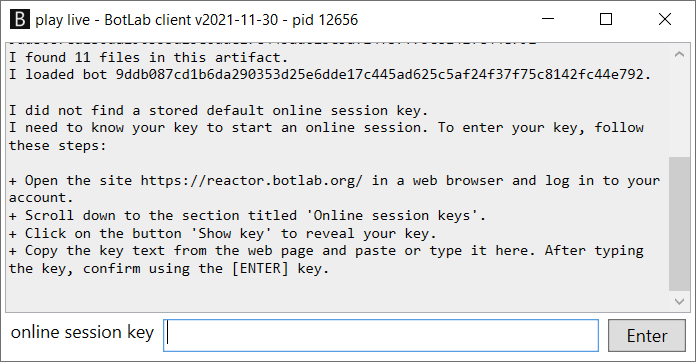 B play live - BotLab client v2021-11-30 - pid 12656
I found 11 files in this artifact.
I loaded bot 9ddb087cd1b6da290353d25e6dde17c445ad625c5af24f37f75c8142fc44e792.
I did not find a stored default online session key.
I need to know your key to start an online session. To enter your key, follow
these steps:
+ Open the site https://reactor.botlab.org/ in a web browser and log in to your
account.
+ Scroll down to the section titled 'Online session keys'.
+ Click on the button 'Show key' to reveal your key.
+ Copy the key text from the web page and paste or type it here. After typing
the key, confirm using the [ENTER] key.
online session key
Enter